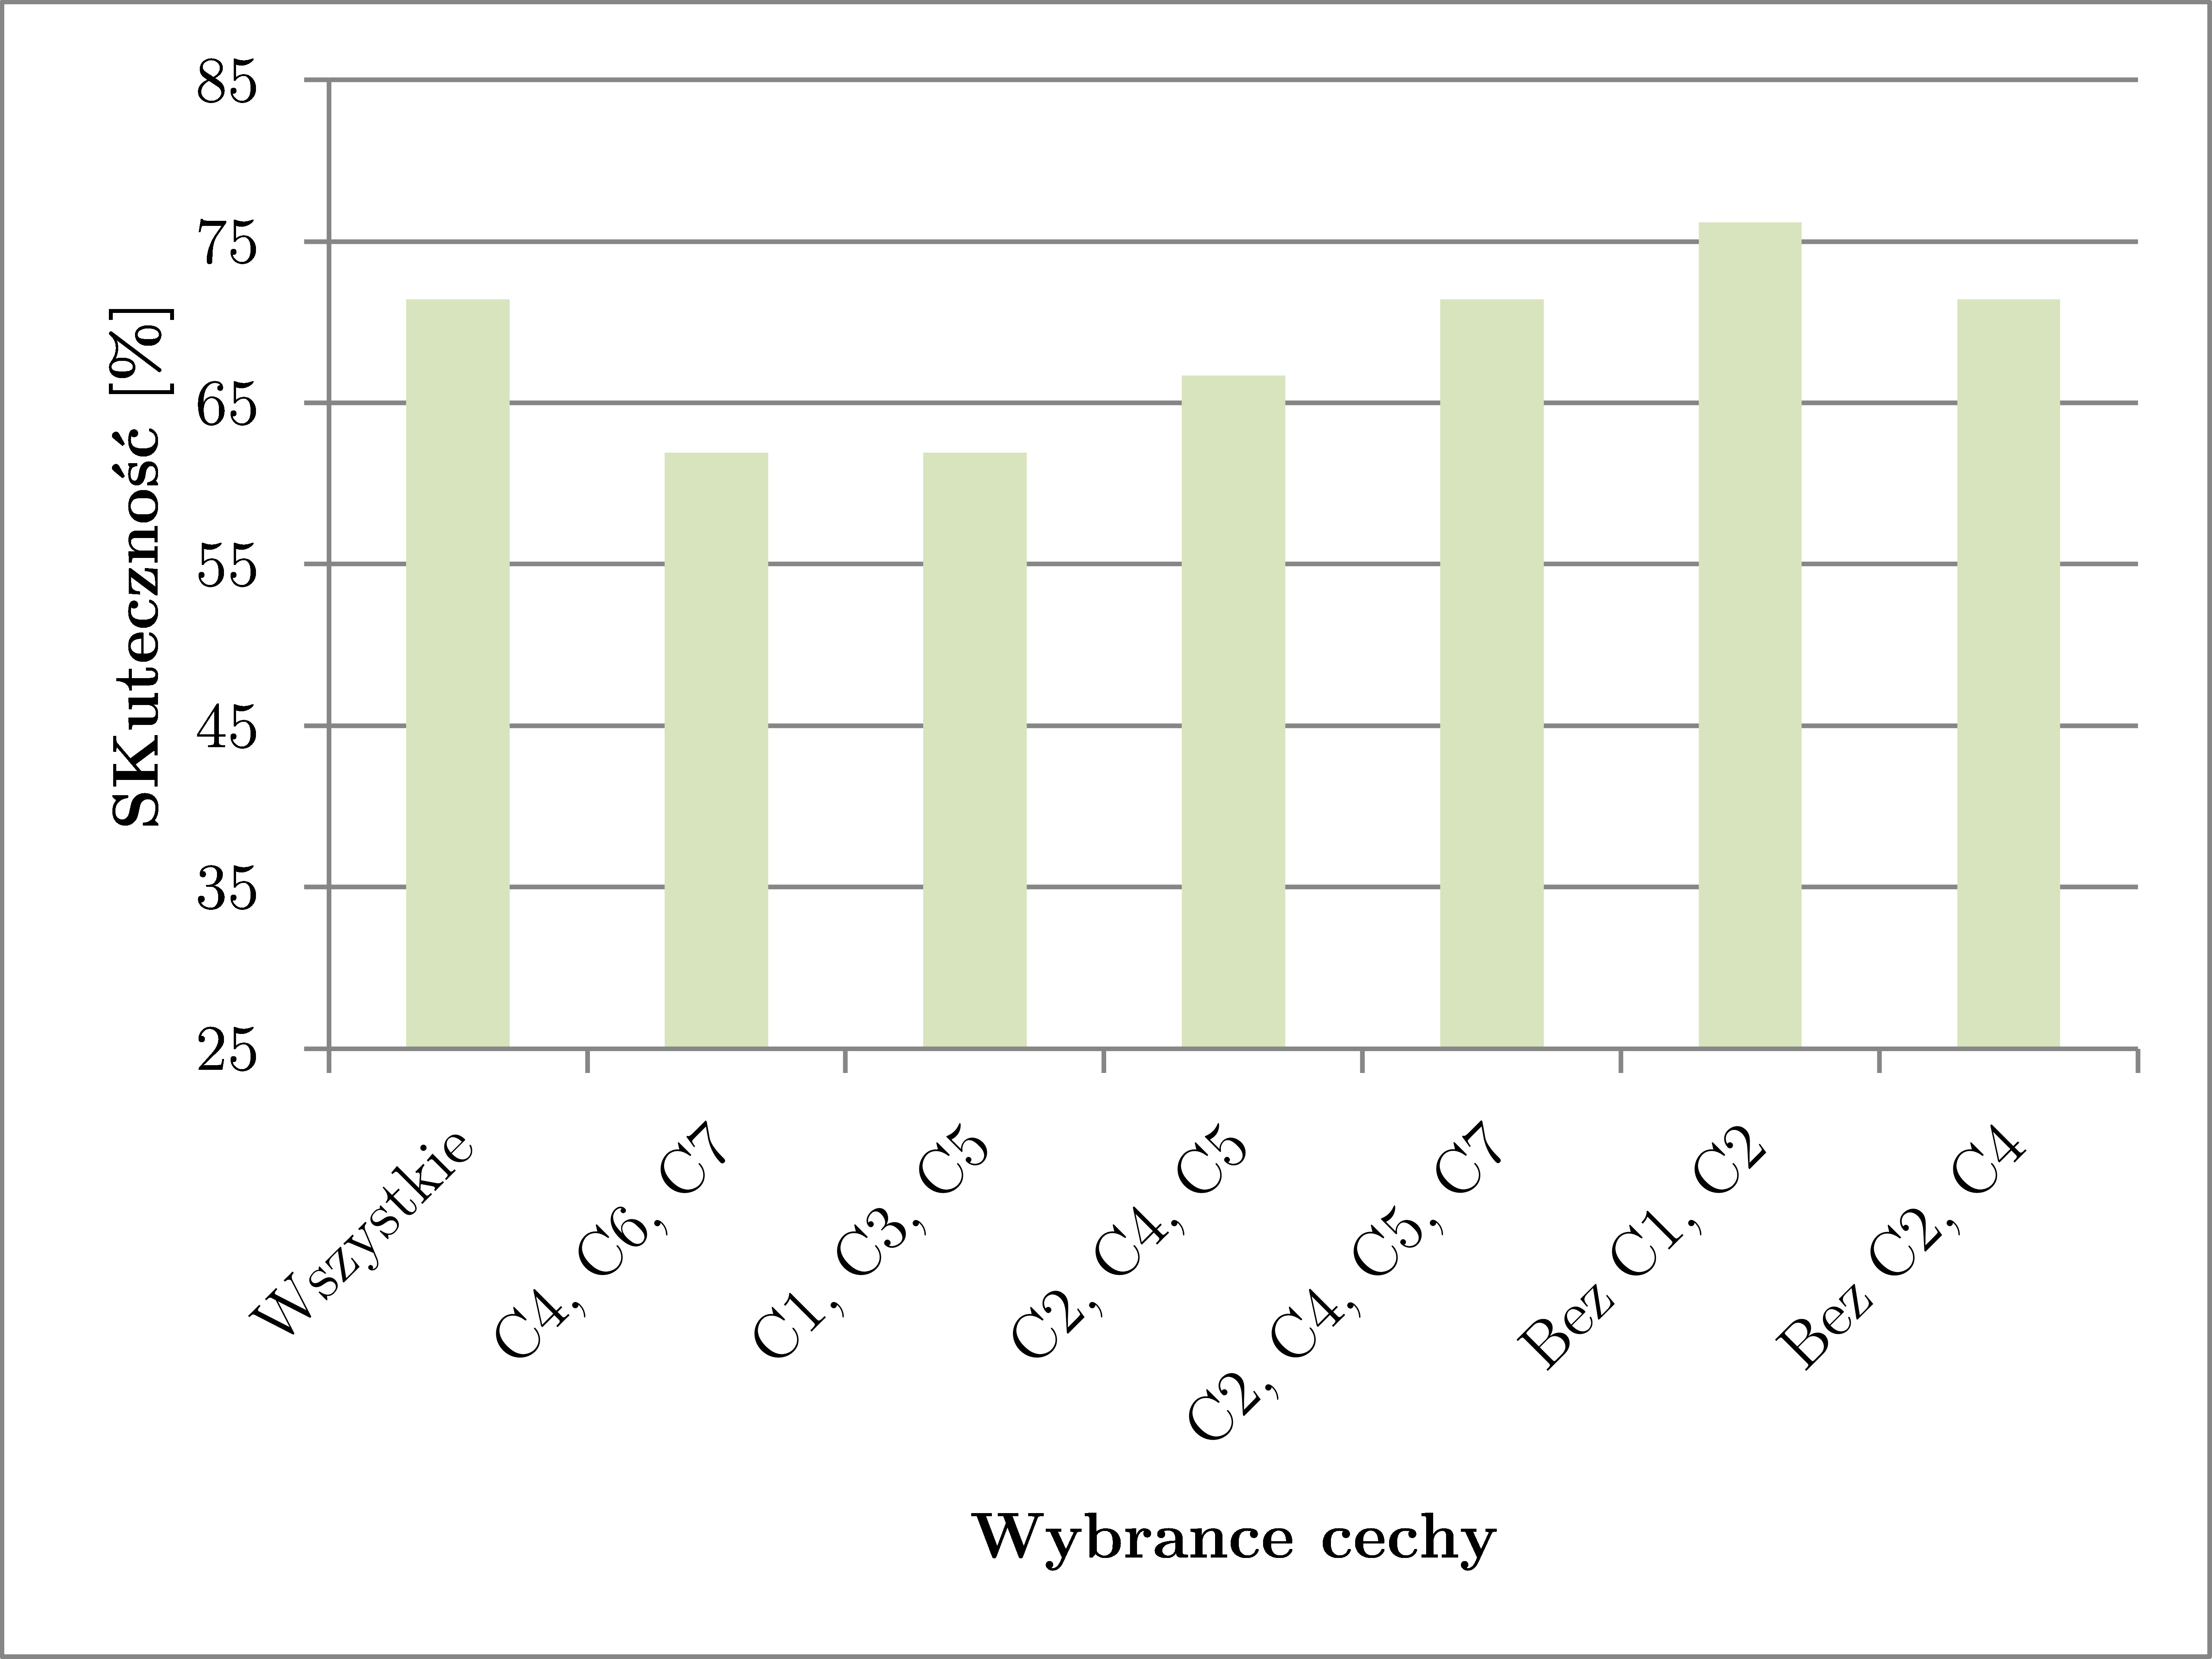 85
75
65
55
45
35
25
SKuteczność [%]
Wszystkie
C4, C6, C7
C1, C3, C5
C2, C4, C5
C2, C4, C5, C7
Bez C1, C2
Bez C2, C4
Wybrance cechy